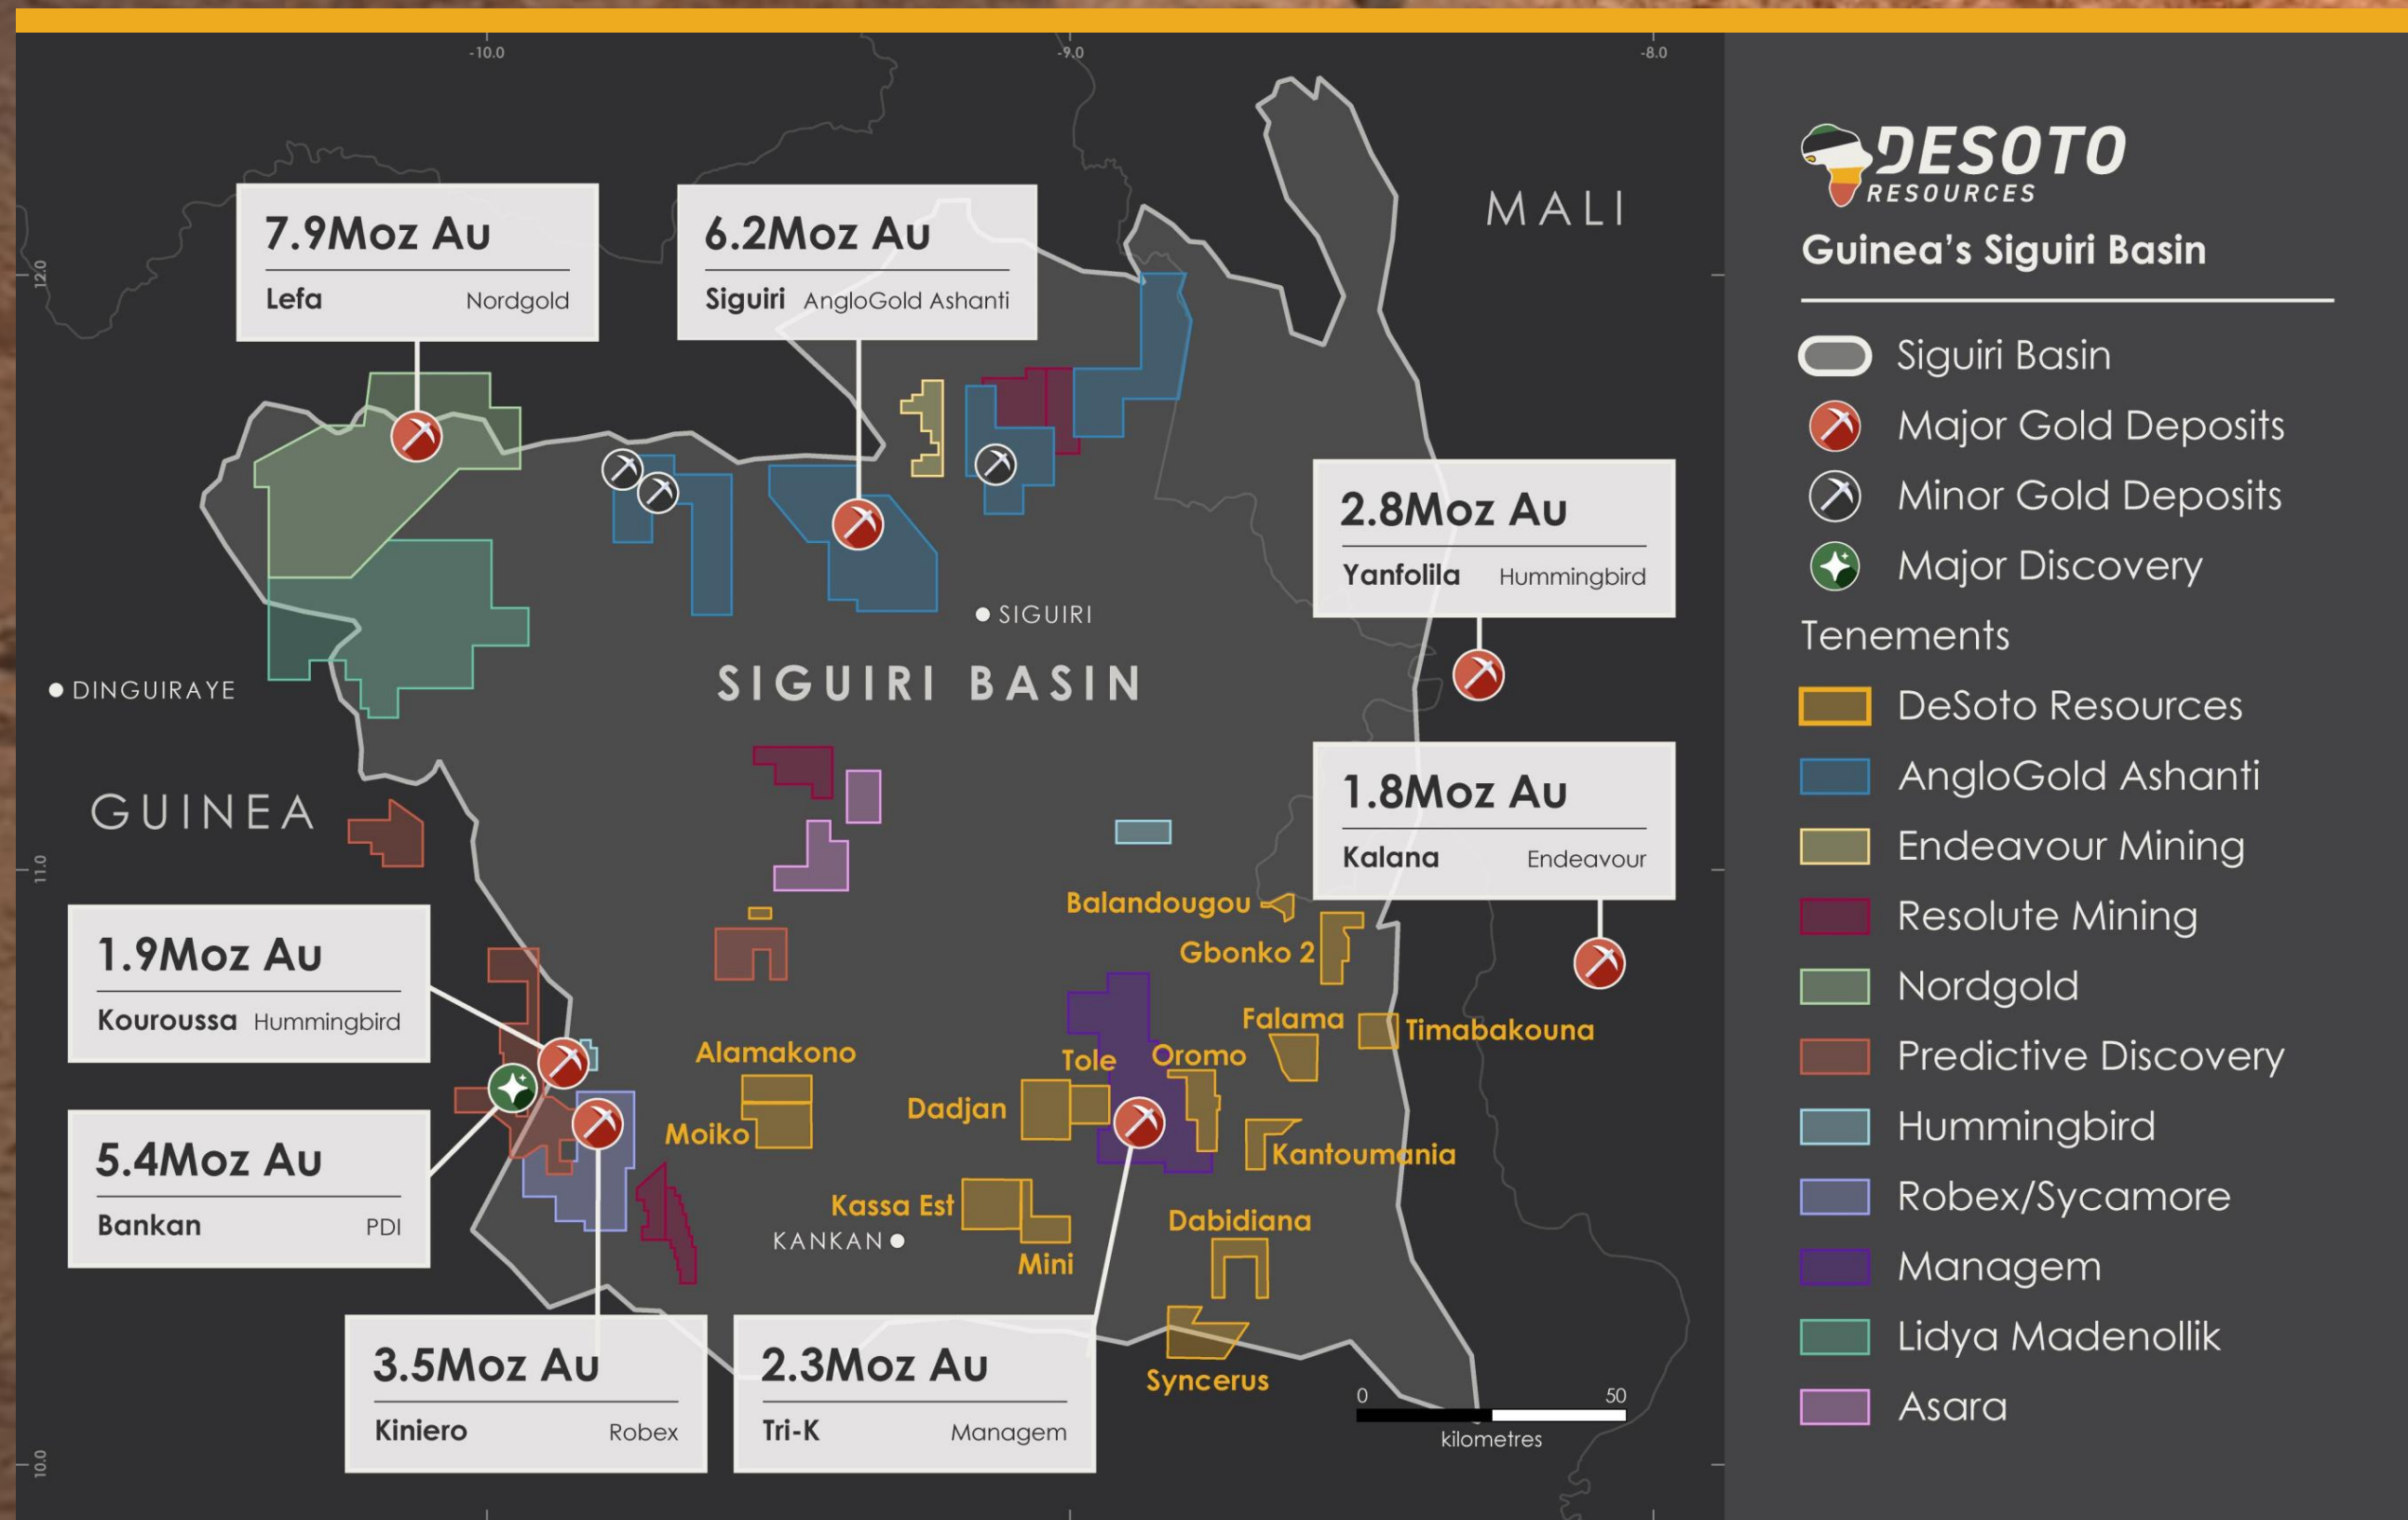 -10.0
-9.0
-8.0
12.0
11.0
10.0
MALI
7.9Moz Au
Lefa Nordgold
6.2Moz Au
Siguiri AngloGold Ashanti
2.8Moz Au
Yanfolila Hummingbird
SIGUIRI
SIGUIRI BASIN
DINGUIRAYE
GUINEA
1.8Moz Au
Kalana Endeavour
Balandougou
Gbonko 2
1.9Moz Au
Kouroussa Hummingbird
Falama
Timabakouna
Alamakono
Tole
Oromo
Dadjan
Moiko
Kantoumania
5.4Moz Au
Bankan PDI
Kassa Est
KANKAN
Mini
Dabidiana
Syncerus
3.5Moz Au
Kiniero Robex
2.3Moz Au
Tri-K Managem
0 50
kilometres
DESOTO
RESOURCES
Guinea's Siguiri Basin
Siguiri Basin
Major Gold Deposits
Minor Gold Deposits
Major Discovery
Tenements
DeSoto Resources
AngloGold Ashanti
Endeavour Mining
Resolute Mining
Nordgold
Predictive Discovery
Hummingbird
Robex/Sycamore
Managem
Lidya Madenollik
Asara